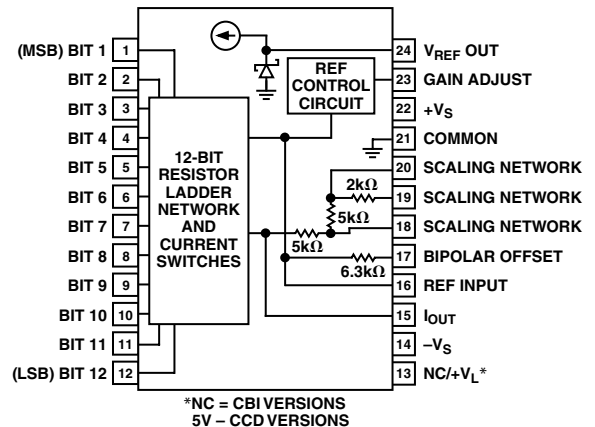 (MSB) BIT 1 1
BIT 2 2
BIT 3 3
BIT 4 4
BIT 5 5
BIT 6 6
BIT 7 7
BIT 8 8
BIT 9 9
BIT 10 10
BIT 11 11
(LSB) BIT 12 12
12-BIT
RESISTOR
LADDER
NETWORK
AND
CURRENT
SWITCHES
REF
CONTROL
CIRCUIT
2kΩ
5kΩ
5kΩ
6.3kΩ
24 VREF OUT
23 GAIN ADJUST
22 +VS
21 COMMON
20 SCALING NETWORK
19 SCALING NETWORK
18 SCALING NETWORK
17 BIPOLAR OFFSET
16 REF INPUT
15 IOUT
14 –VS
13 NC/+VL*
*NC = CBI VERSIONS
5V – CCD VERSIONS